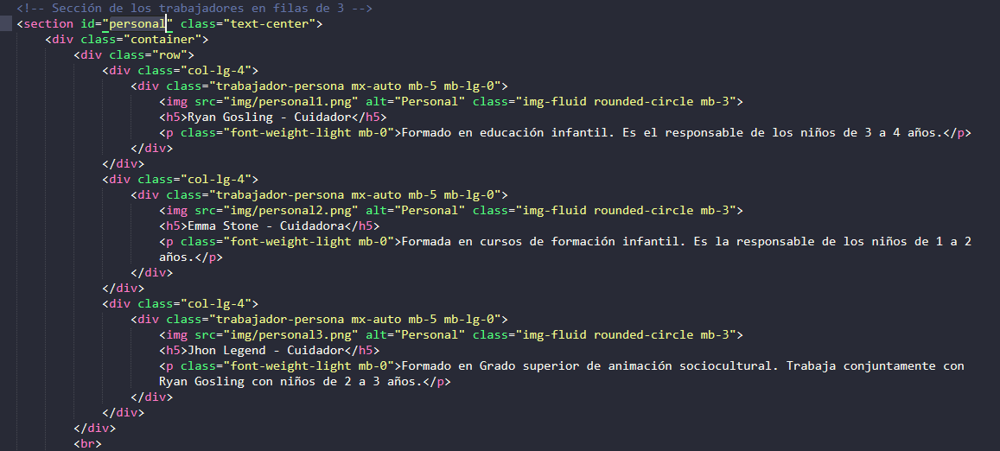 <!-- Sección de los trabajadores en filas de 3 -->
<section id="personal" class="text-center">
<div class="container">
<div class="row">
<div class="col-lg-4">
<div class="trabajador-persona mx-auto mb-5 mb-lg-0">
<img src="img/personal1.png" alt="Personal" class="img-fluid rounded-circle mb-3">
<h5>Ryan Gosling - Cuidador</h5>
<p class="font-weight-light mb-0">Formado en educación infantil. Es el responsable de los niños de 3 a 4 años.</p>
</div>
</div>
<div class="col-lg-4">
<div class="trabajador-persona mx-auto mb-5 mb-lg-0">
<img src="img/personal2.png" alt="Personal" class="img-fluid rounded-circle mb-3">
<h5>Emma Stone - Cuidadora</h5>
<p class="font-weight-light mb-0">Formada en cursos de formación infantil. Es la responsable de los niños de 1 a 2
años.</p>
</div>
</div>
<div class="col-lg-4">
<div class="trabajador-persona mx-auto mb-5 mb-lg-0">
<img src="img/personal3.png" alt="Personal" class="img-fluid rounded-circle mb-3">
<h5>Jhon Legend - Cuidador</h5>
<p class="font-weight-light mb-0">Formado en Grado superior de animación sociocultural. Trabaja conjuntamente con
Ryan Gosling con niños de 2 a 3 años.</p>
</div>
</div>
</div>
<br>